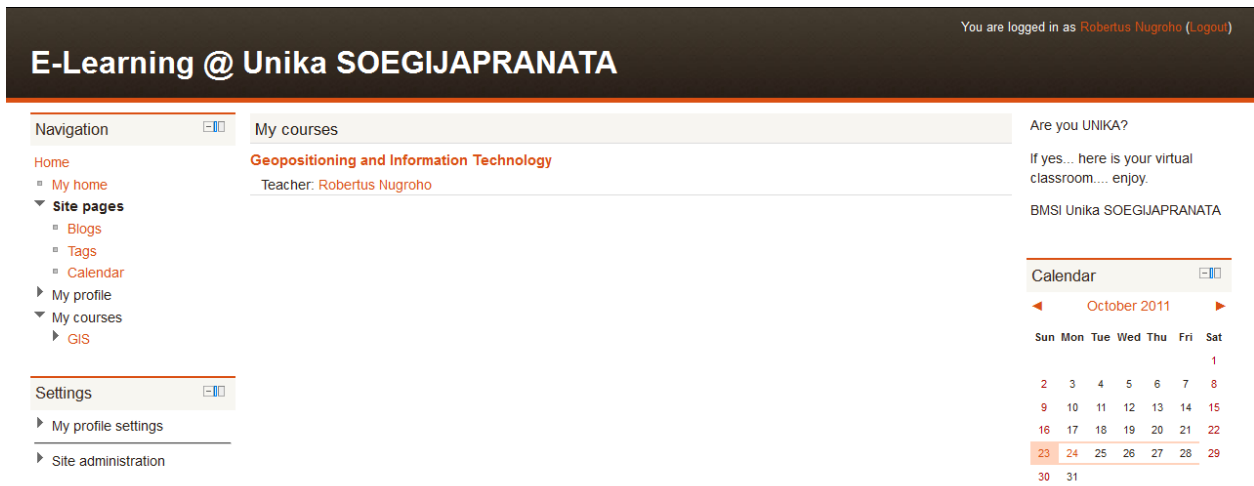 You are logged in as Robertus Nugroho (Logout)
E-Learning @ Unika SOEGIJAPRANATA
Navigation
Home
My home
Site pages
Blogs
Tags
Calendar
My profile
My courses
GIS
Settings
My profile settings
Site administration
My courses
Geopositioning and Information Technology
Teacher: Robertus Nugroho
Are you UNIKA?
If yes... here is your virtual
classroom.... enjoy.
BMSI Unika SOEGIJAPRANATA
Calendar
October 2011
Sun Mon Tue Wed Thu Fri Sat
1
2 3 4 5 6 7 8
9 10 11 12 13 14 15
16 17 18 19 20 21 22
23 24 25 26 27 28 29
30 31